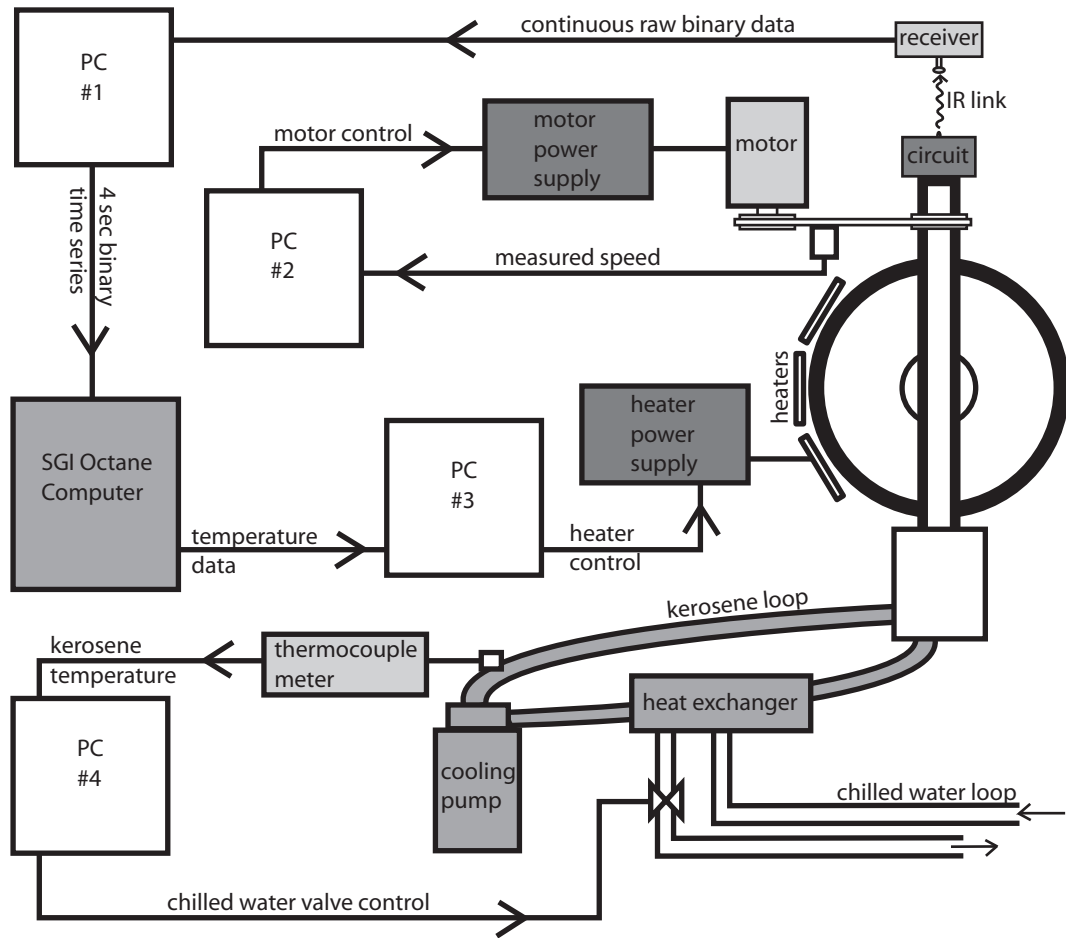 continuous raw binary data
receiver
PC
#1
IR link
motor control
motor
power
supply
motor
circuit
4 sec binary
time series
PC
#2
measured speed
heaters
heater
power
supply
SGI Octane
Computer
PC
#3
temperature
data
heater
control
kerosene loop
kerosene
temperature
thermocouple
meter
heat exchanger
PC
#4
cooling
pump
chilled water loop
chilled water valve control